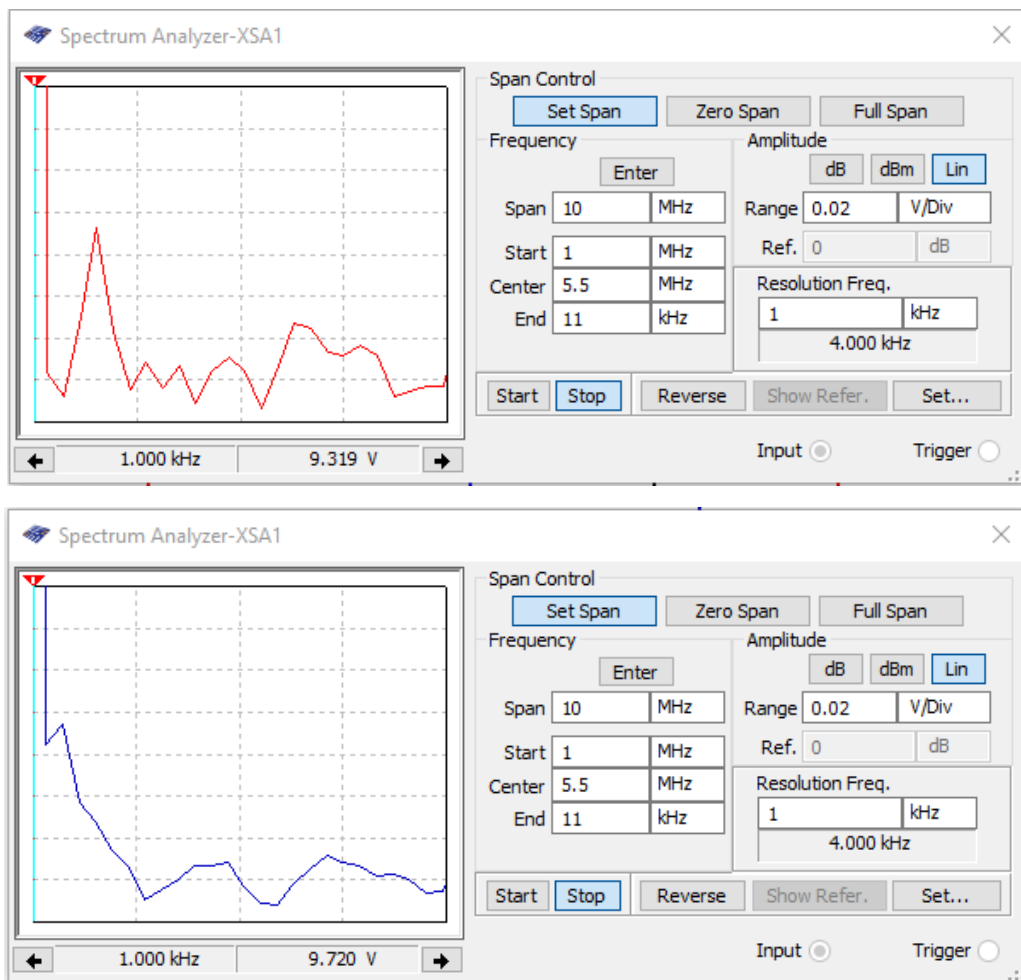 Spectrum Analyzer-XSA1
Span Control
Set Span Zero Span Full Span
Frequency Amplitude
Enter dB dBm Lin
Span 10 MHz Range 0.02 V/Div
Start 1 MHz Ref. 0 dB
Center 5.5 MHz Resolution Freq.
End 11 kHz 1 kHz
4.000 kHz
Start Stop Reverse Show Refer. Set...
1.000 kHz 9.319 V Input Trigger
Spectrum Analyzer-XSA1
Span Control
Set Span Zero Span Full Span
Frequency Amplitude
Enter dB dBm Lin
Span 10 MHz Range 0.02 V/Div
Start 1 MHz Ref. 0 dB
Center 5.5 MHz Resolution Freq.
End 11 kHz 1 kHz
4.000 kHz
Start Stop Reverse Show Refer. Set...
1.000 kHz 9.720 V Input Trigger